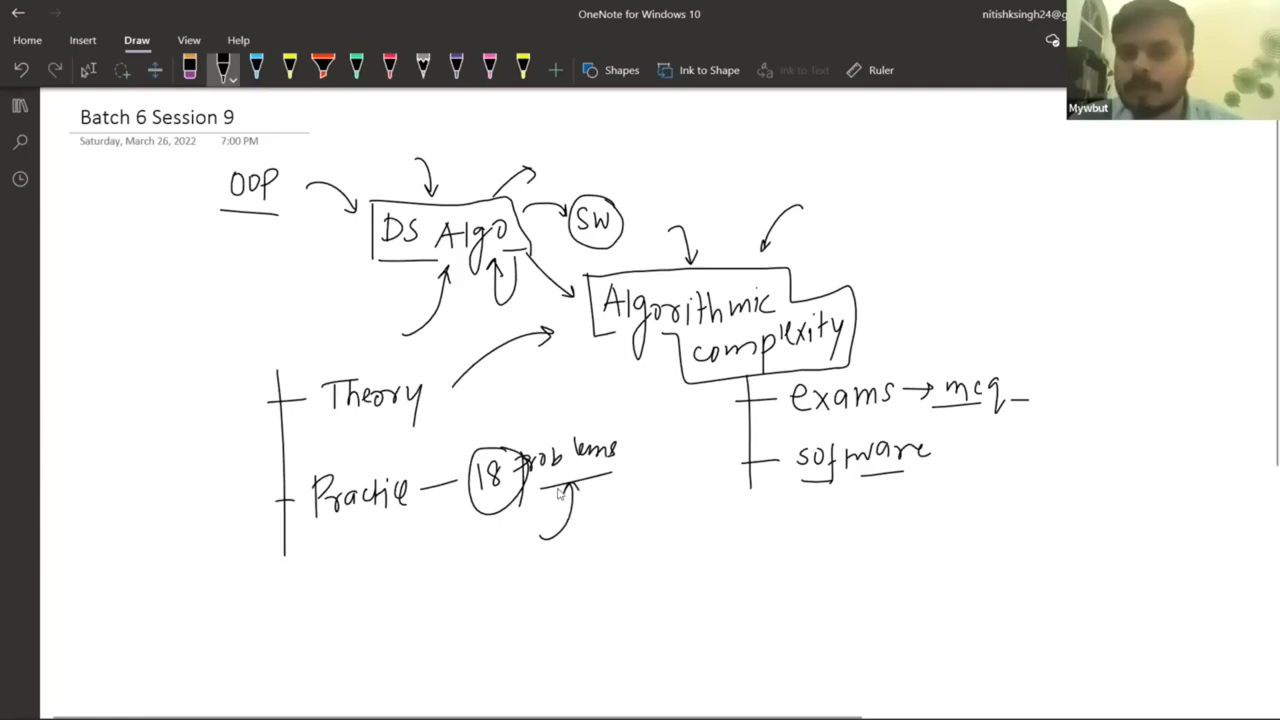 OneNote for Windows 10
nitishksingh24@g
Home Insert Draw View Help
Shapes Ink to Shape Ink to Text Ruler
Mywbut
Batch 6 Session 9
Saturday, March 26, 2022 7:00 PM
OOP
DS Algo
SW
Algorithmic
complexity
Theory
exams → mcq
software
Practice - 18 problems